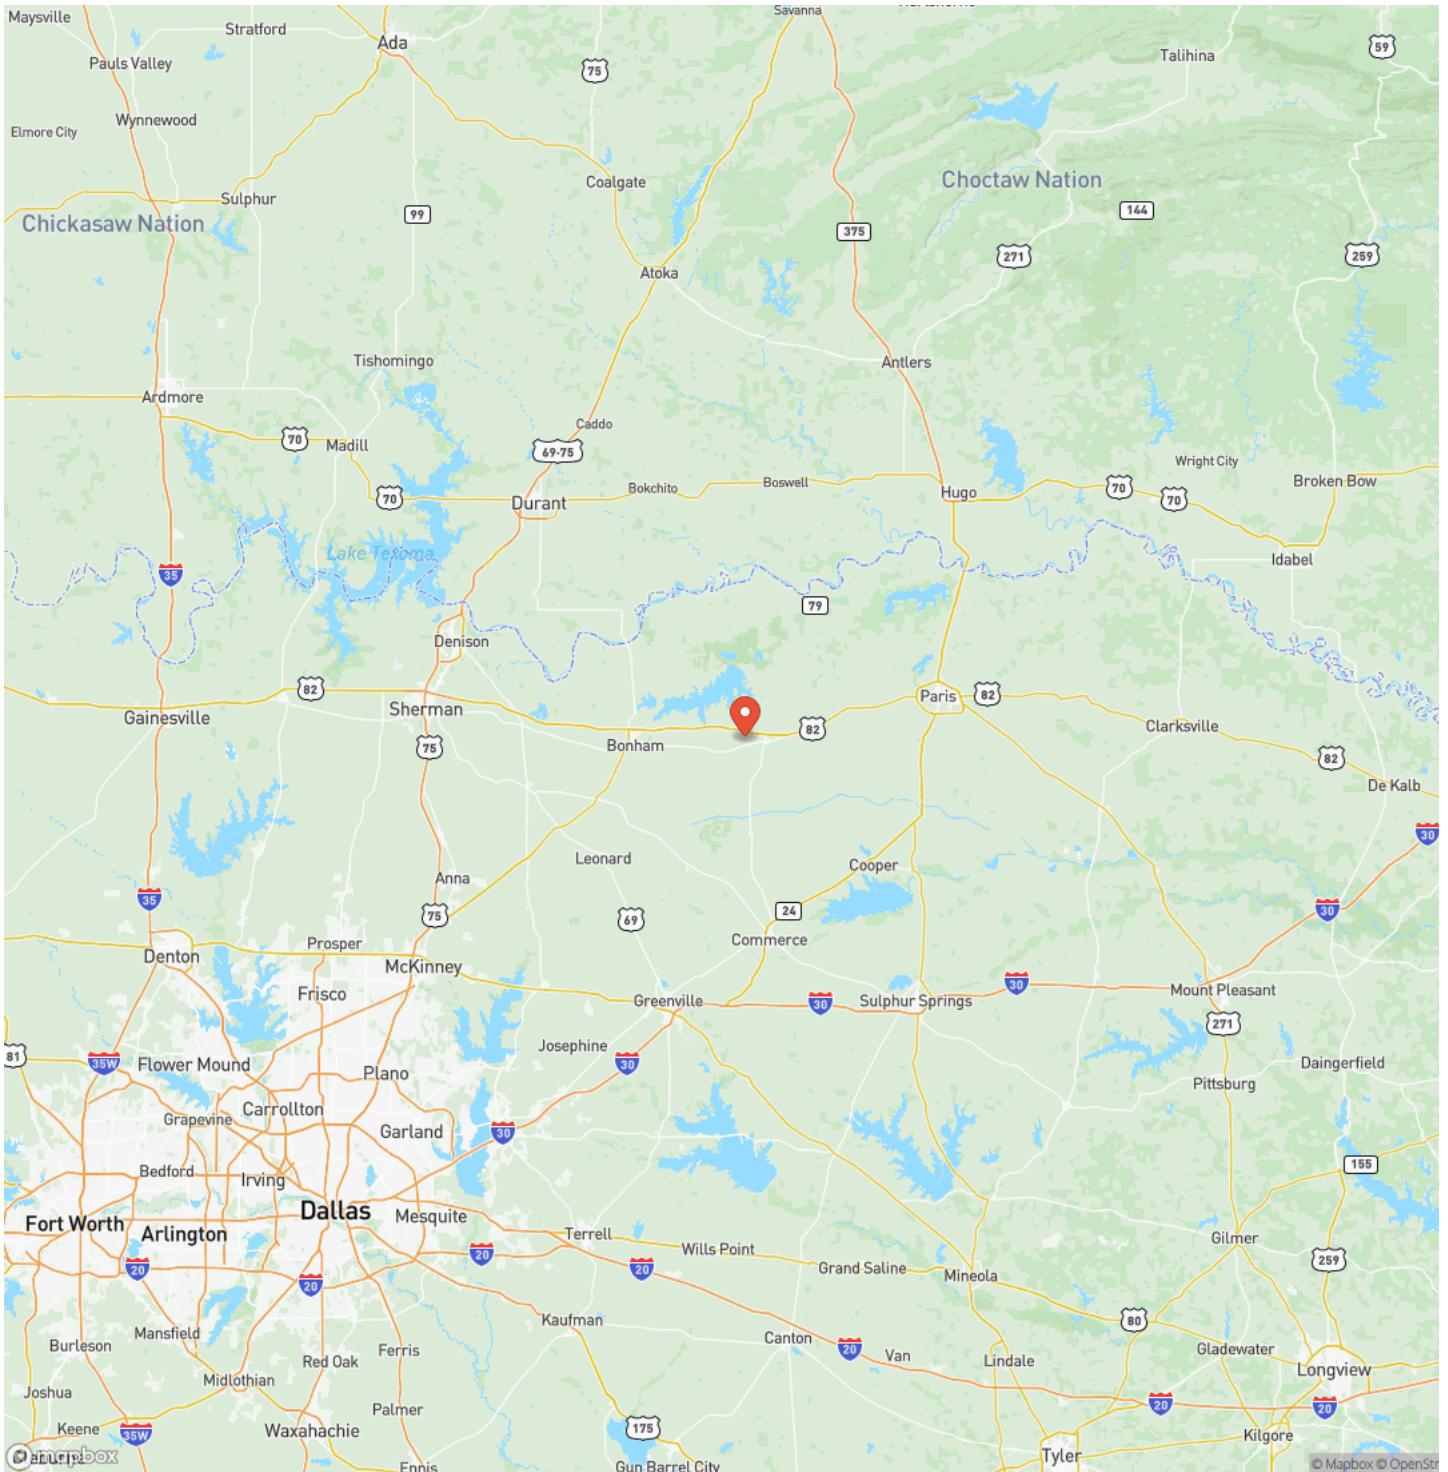 Maysville
Stratford
Savanna
Ada
59
Talihina
Pauls Valley
75
Wynnewood
Elmore City
Coalgate
Choctaw Nation
Sulphur
144
99
Chickasaw Nation
375
271
259
Atoka
Tishomingo
Antlers
Ardmore
Caddo
70
Madill
69-75
Wright City
Broken Bow
Boswell
Bokchito
70
70
70
Hugo
Durant
Lake Texoma
Idabel
35
79
Denison
82
Paris
82
Sherman
Gainesville
Clarksville
82
75
Bonham
82
De Kalb
30
Leonard
Cooper
Anna
35
24
30
75
69
Commerce
Prosper
Denton
McKinney
30
Mount Pleasant
Frisco
Greenville
30
Sulphur Springs
271
Josephine
81
35W
Flower Mound
30
Daingerfield
Plano
Pittsburg
Carrollton
Grapevine
Garland
30
155
Bedford
Irving
Dallas
Mesquite
Fort Worth
Arlington
Terrell
Gilmer
Wills Point
20
259
20
20
Grand Saline
Mineola
20
Kaufman
80
Mansfield
Canton
Burleson
Ferris
20
Gladewater
Van
Red Oak
Lindale
Longview
Midlothian
Joshua
20
20
Palmer
Keene
Waxahachie
175
35W
Kilgore
Tyler
mapbox
Ennis
Gun Barrel City
© Mapbox © OpenStr